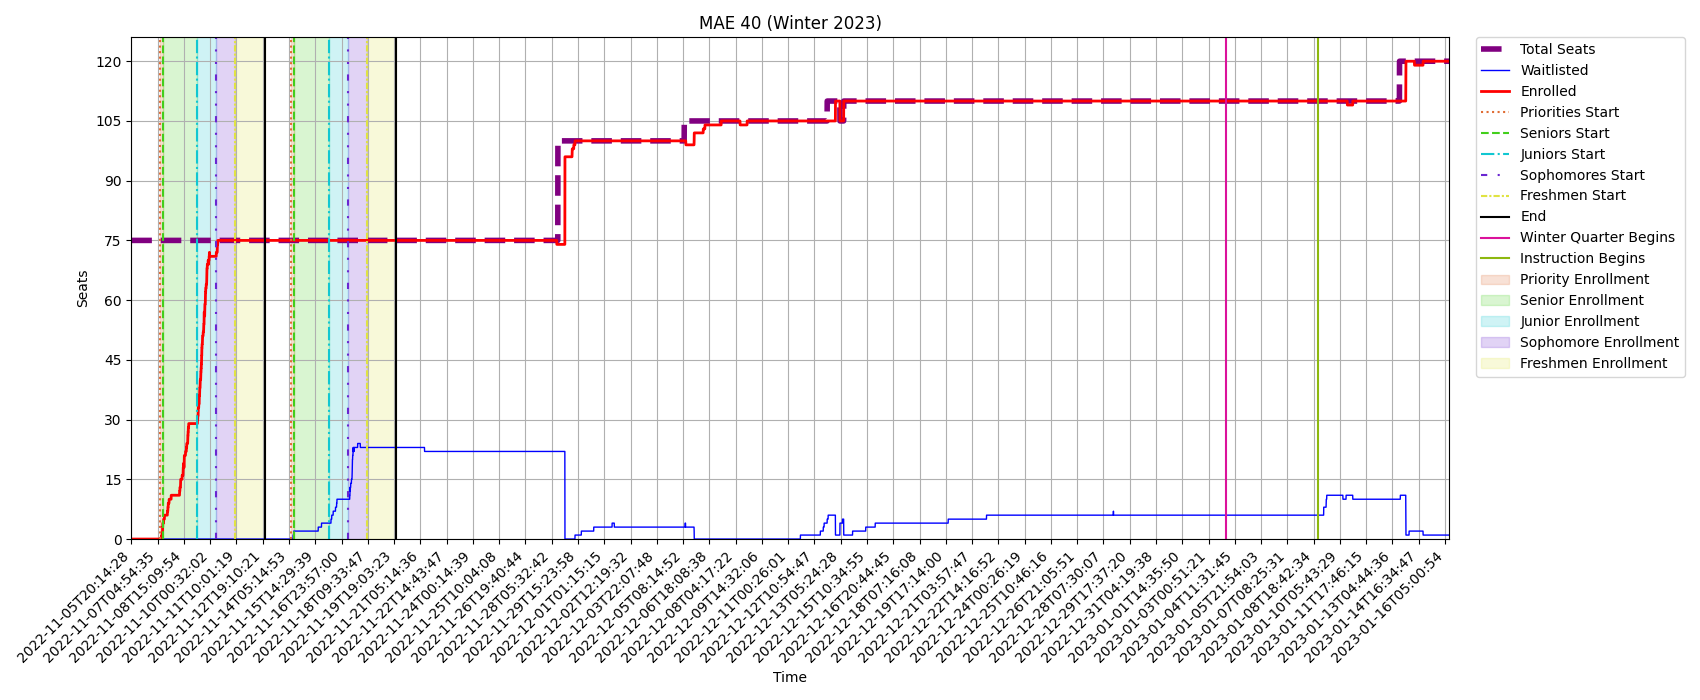 MAE 40 (Winter 2023)
Seats
120
105
90
75
60
45
30
15
0
2022-11-05T20:14:28
2022-11-07T04:54:35
2022-11-08T15:09:54
2022-11-10T00:32:02
2022-11-11T10:01:19
2022-11-12T19:10:21
2022-11-14T05:14:53
2022-11-15T14:29:39
2022-11-16T23:57:00
2022-11-18T09:33:47
2022-11-19T19:03:23
2022-11-21T05:14:36
2022-11-22T14:43:47
2022-11-24T00:14:39
2022-11-25T10:04:08
2022-11-26T19:40:44
2022-11-28T05:32:42
2022-11-29T15:23:58
2022-12-01T01:15:15
2022-12-02T12:19:32
2022-12-03T22:07:48
2022-12-05T08:14:52
2022-12-06T18:08:38
2022-12-08T04:17:22
2022-12-09T14:32:06
2022-12-11T00:26:01
2022-12-12T10:54:47
2022-12-13T05:24:28
2022-12-15T10:34:55
2022-12-16T20:44:45
2022-12-18T07:16:08
2022-12-19T17:14:00
2022-12-21T03:57:47
2022-12-22T14:16:52
2022-12-24T00:26:19
2022-12-25T10:46:16
2022-12-26T21:05:51
2022-12-28T07:30:07
2022-12-29T17:37:20
2022-12-31T04:19:38
2023-01-01T14:35:50
2023-01-03T00:51:21
2023-01-04T11:31:45
2023-01-05T21:54:03
2023-01-07T08:25:31
2023-01-08T18:42:34
2023-01-10T05:43:29
2023-01-11T17:46:15
2023-01-13T04:44:36
2023-01-14T16:34:47
2023-01-16T05:00:54
Time
Total Seats
Waitlisted
Enrolled
Priorities Start
Seniors Start
Juniors Start
Sophomores Start
Freshmen Start
End
Winter Quarter Begins
Instruction Begins
Priority Enrollment
Senior Enrollment
Junior Enrollment
Sophomore Enrollment
Freshmen Enrollment